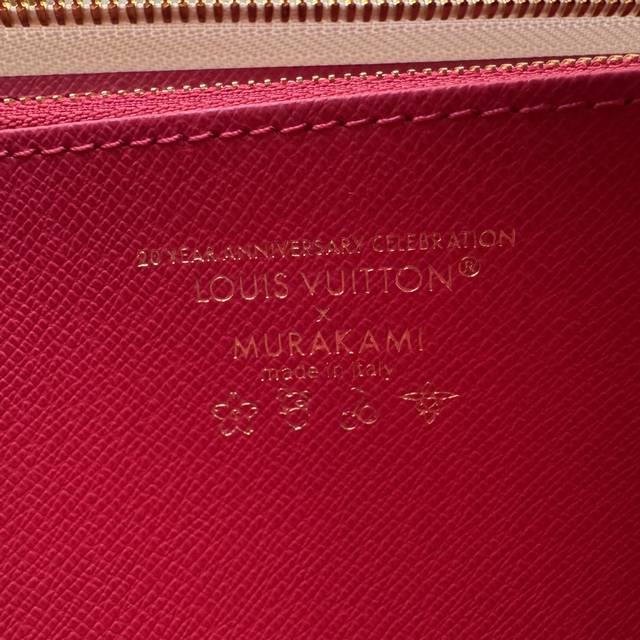 20 YEAR ANNIVERSARY CELEBRATION
LOUIS VUITTON®
×
MURAKAMI
made in italy